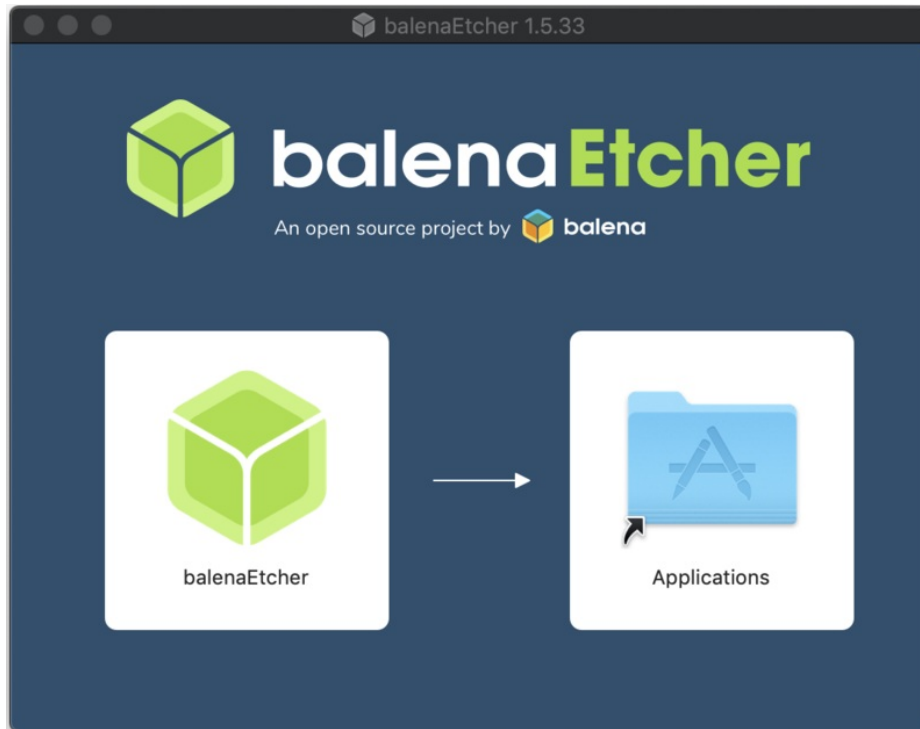 balenaEtcher 1.5.33
balenaEtcher
An open source project by balena
balenaEtcher
Applications